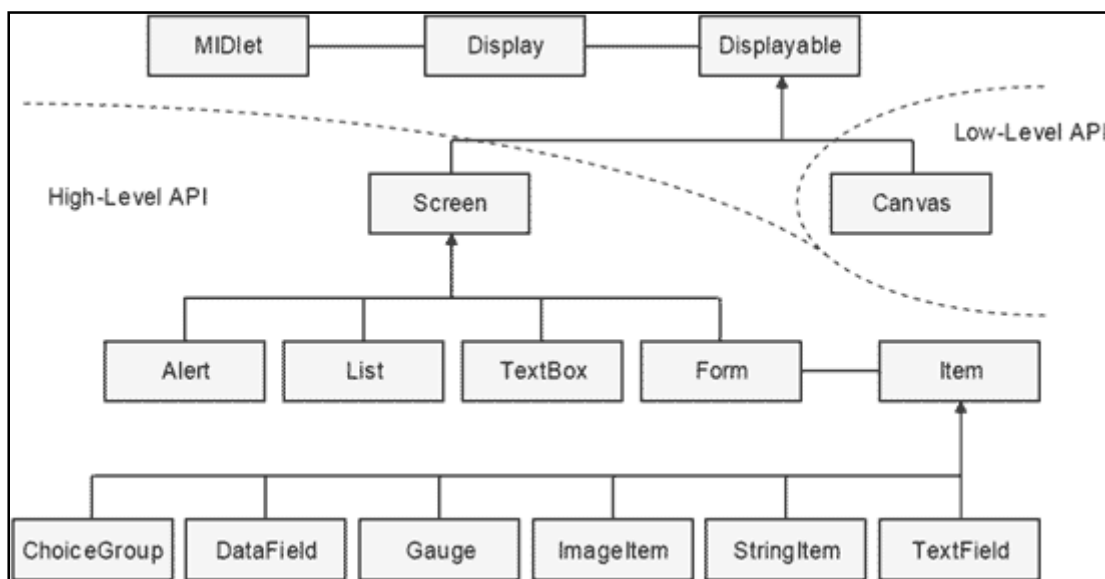 MIDlet Display Displayable
Low-Level API
High-Level API
Screen Canvas
Alert List TextBox Form Item
ChoiceGroup DataField Gauge ImageItem StringItem TextField